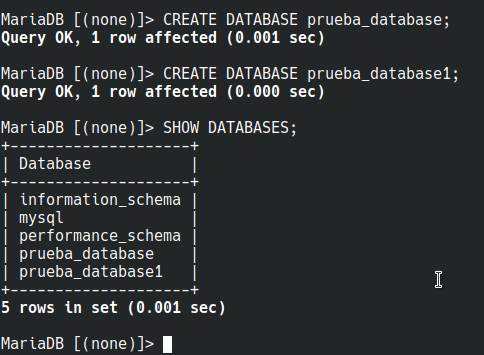 MariaDB [(none)]> CREATE DATABASE prueba_database;
Query OK, 1 row affected (0.001 sec)
MariaDB [(none)]> CREATE DATABASE prueba_database1;
Query OK, 1 row affected (0.000 sec)
MariaDB [(none)]> SHOW DATABASES;
+--------------------+
| Database           |
+--------------------+
| information_schema |
| mysql              |
| performance_schema |
| prueba_database    |
| prueba_database1   |
+--------------------+
5 rows in set (0.001 sec)
MariaDB [(none)]>